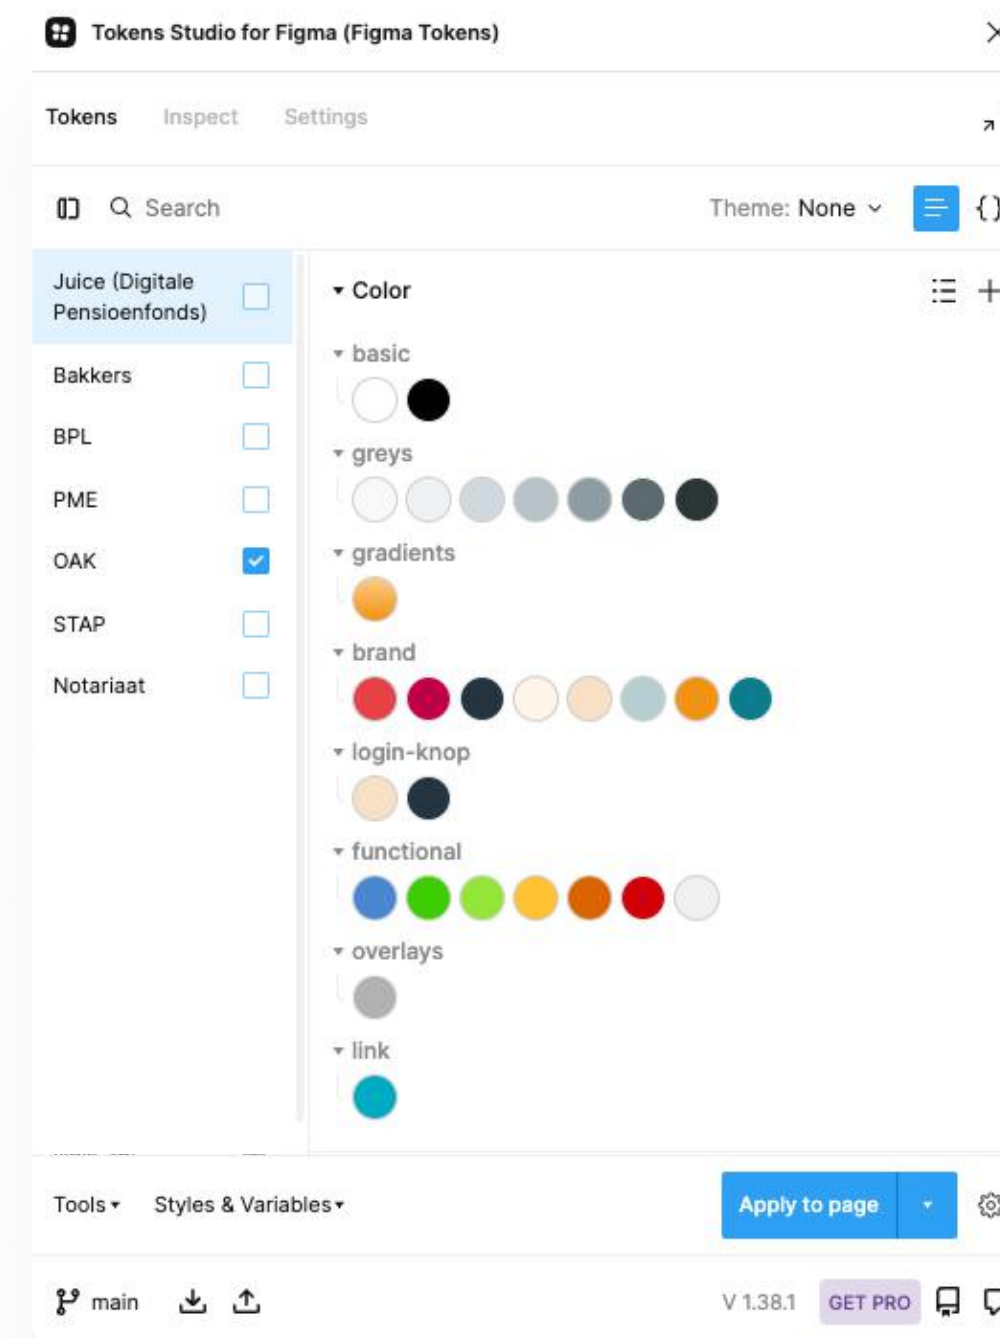 Tokens Studio for Figma (Figma Tokens)
Tokens Inspect Settings
Search Theme: None
Juice (Digitale
Pensioenfonds)
Bakkers
BPL
PME
OAK
STAP
Notariaat
Color
basic
greys
gradients
brand
login-knop
functional
overlays
link
Tools Styles & Variables Apply to page
main V 1.38.1 GET PRO